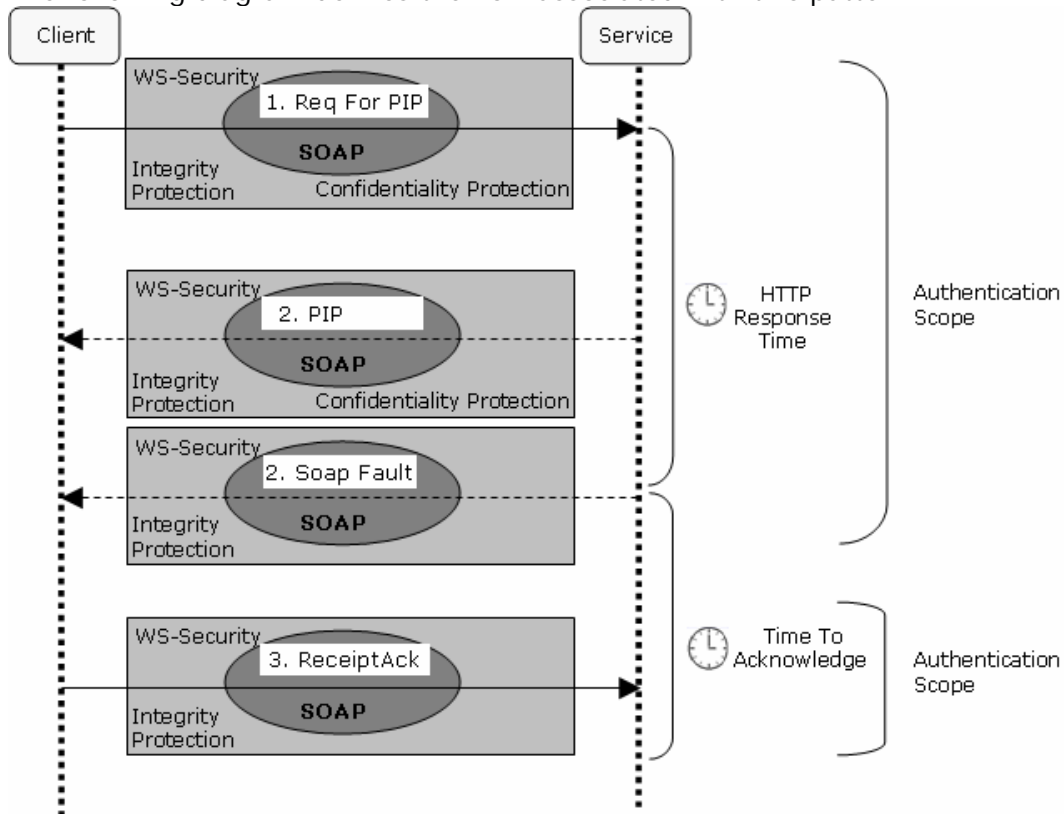 Client
Service
WS-Security
1. Req For PIP
SOAP
Integrity
Protection
Confidentiality Protection
WS-Security
2. PIP
SOAP
Integrity
Protection
Confidentiality Protection
HTTP
Response
Time
Authentication
Scope
WS-Security
2. Soap Fault
SOAP
Integrity
Protection
WS-Security
3. ReceiptAck
SOAP
Integrity
Protection
Time To
Acknowledge
Authentication
Scope